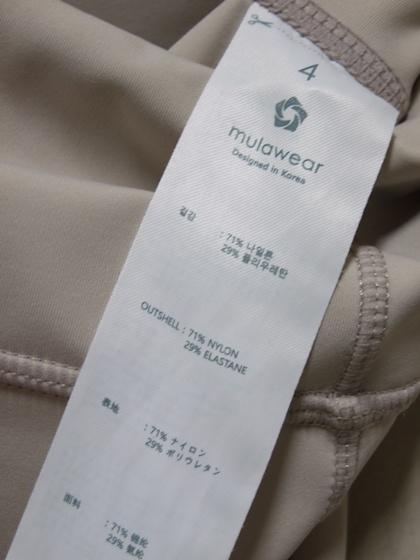 4
mulawear
Designed in Korea
겉감 : 71% 나일론
29% 폴리우레탄
OUTSHELL : 71% NYLON
29% ELASTANE
表地 : 71% ナイロン
29% ポリウレタン
面料 : 71% 锦纶
29% 氨纶